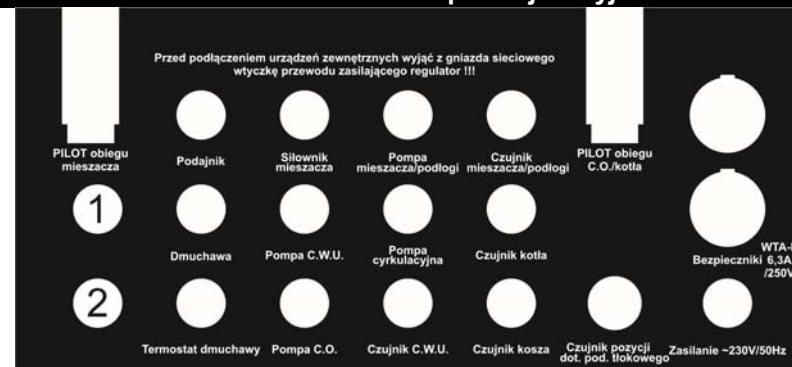 Przed podłączeniem urządzeń zewnętrznych wyjąć z gniazda sieciowego
wtyczkę przewodu zasilającego regulator !!!
PILOT obiegu
mieszacza
Podajnik
Siłownik
mieszacza
Pompa
mieszacza/podłogi
Czujnik
mieszacza/podłogi
PILOT obiegu
C.O./kotła
1
Dmuchawa
Pompa C.W.U.
Pompa
cyrkulacyjna
Czujnik kotła
Bezpieczniki
6,3A
/250V
2
Termostat dmuchawy
Pompa C.O.
Czujnik C.W.U.
Czujnik kosza
Czujnik pozycji
dot. pod. tłokowego
Zasilanie ~230V/50Hz